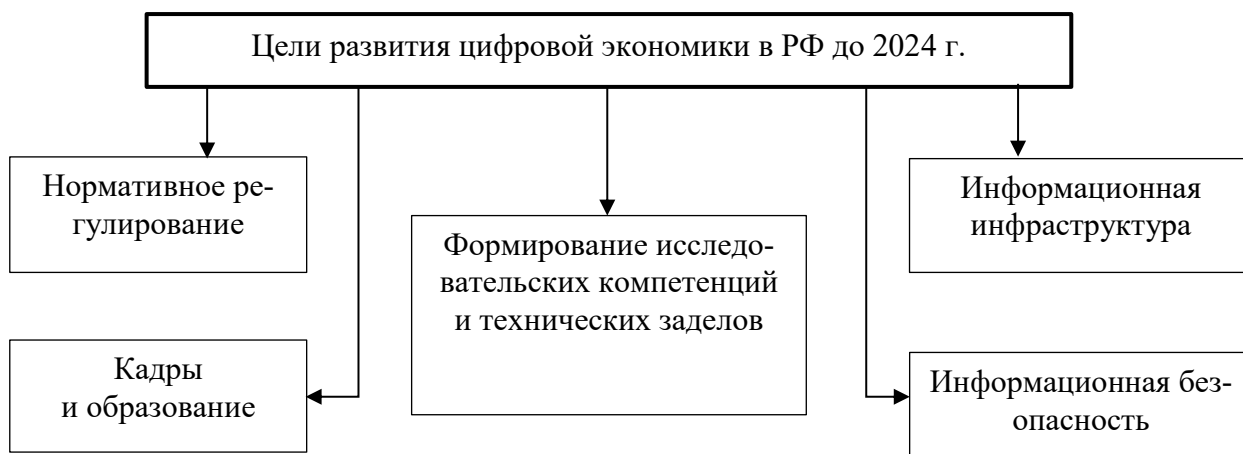 Цели развития цифровой экономики в РФ до 2024 г.
Нормативное ре-
гулирование
Формирование исследо-
вательских компетенций
и технических заделов
Информационная
инфраструктура
Кадры
и образование
Информационная без-
опасность